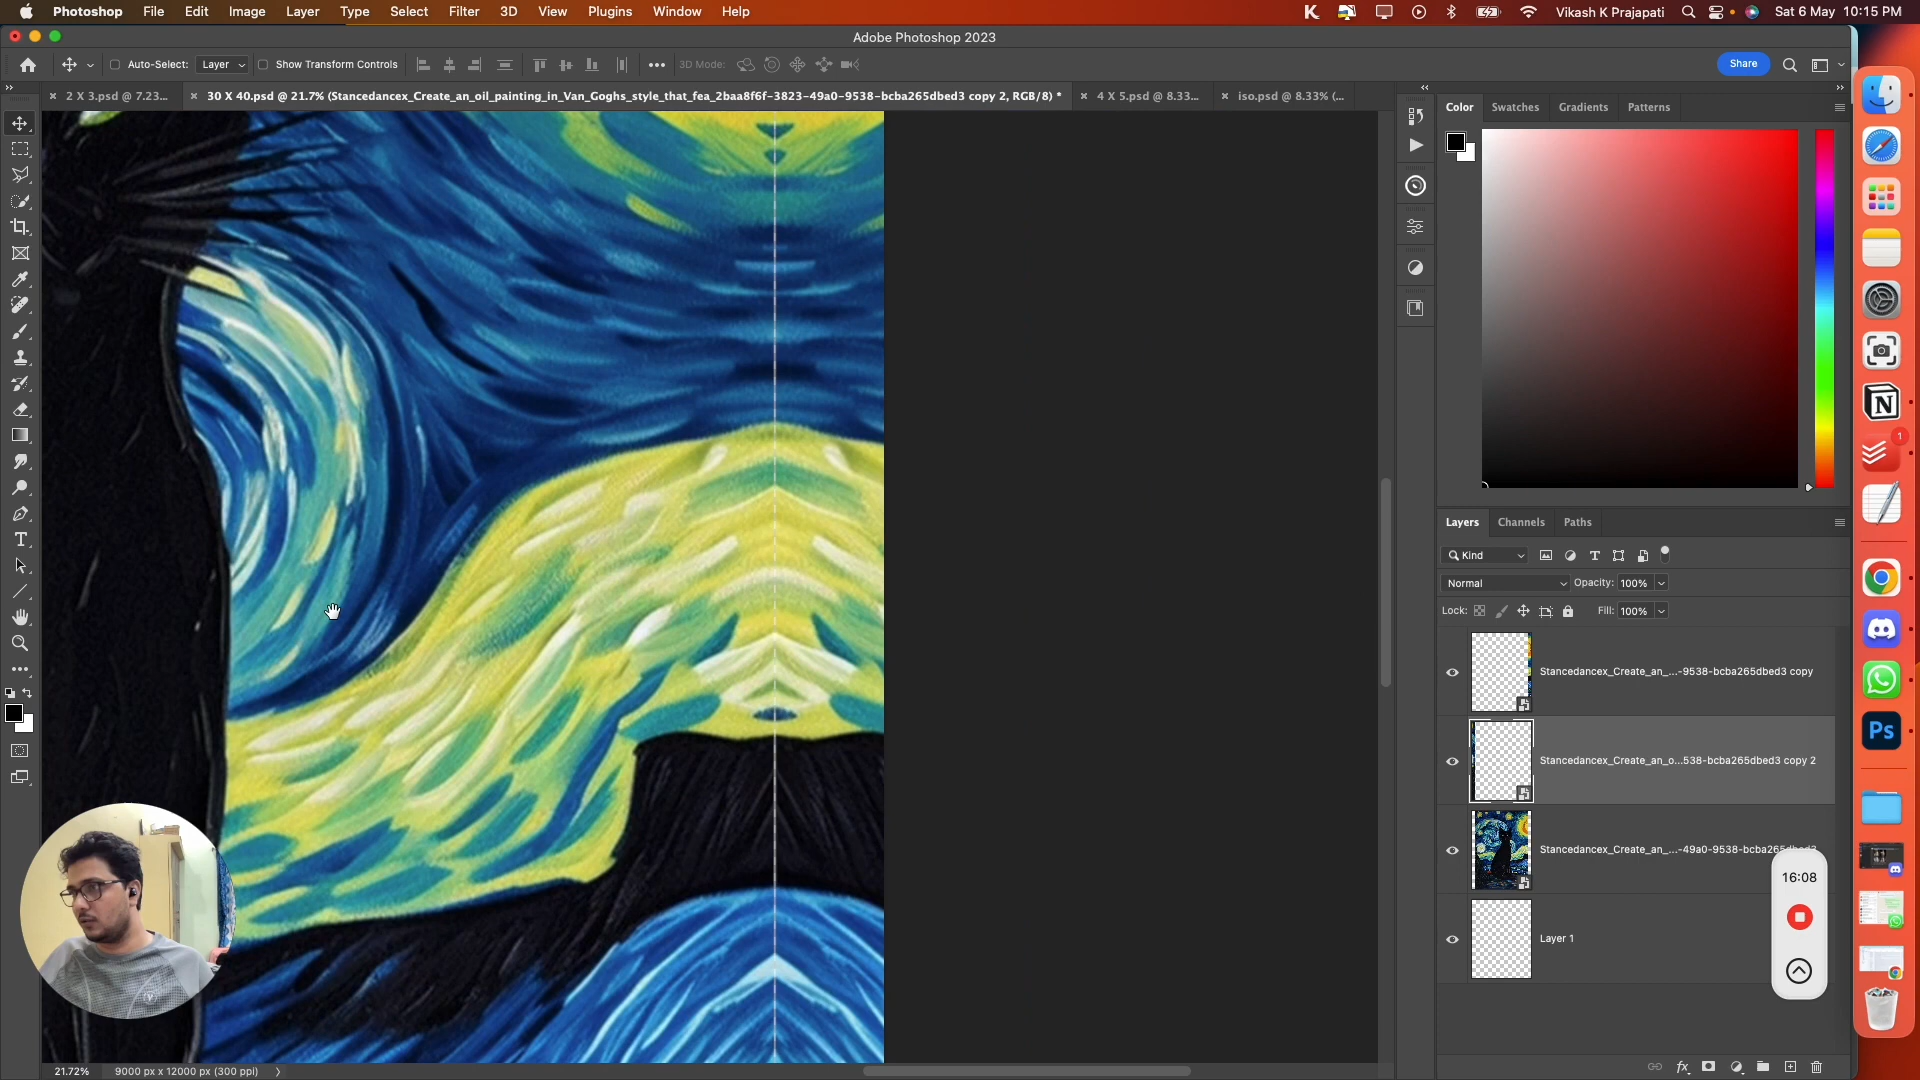 Photoshop File Edit Image Layer Type Select Filter 3D View Plugins Window Help Vikash K Prajapati Sat 6 May 10:15 PM
Adobe Photoshop 2023
Auto-Select: Layer Show Transform Controls 3D Mode: Share
2 X 3.psd @ 7.23... 30 X 40.psd @ 21.7% (Stancedancex_Create_an_oil_painting_in_Van_Goghs_style_that_fea_2baa8f6f-3823-49a0-9538-bcba265dbed3 copy 2, RGB/8) * 4 X 5.psd @ 8.33... iso.psd @ 8.33% (...
Color Swatches Gradients Patterns
Layers Channels Paths
Kind
Normal Opacity: 100%
Lock: Fill: 100%
Stancedancex_Create_an_...-9538-bcba265dbed3 copy
Stancedancex_Create_an_o...538-bcba265dbed3 copy 2
Stancedancex_Create_an_...-49a0-9538-bcba265dbed3
16:08
Layer 1
21.72% 9000 px x 12000 px (300 ppi)
Ps
1